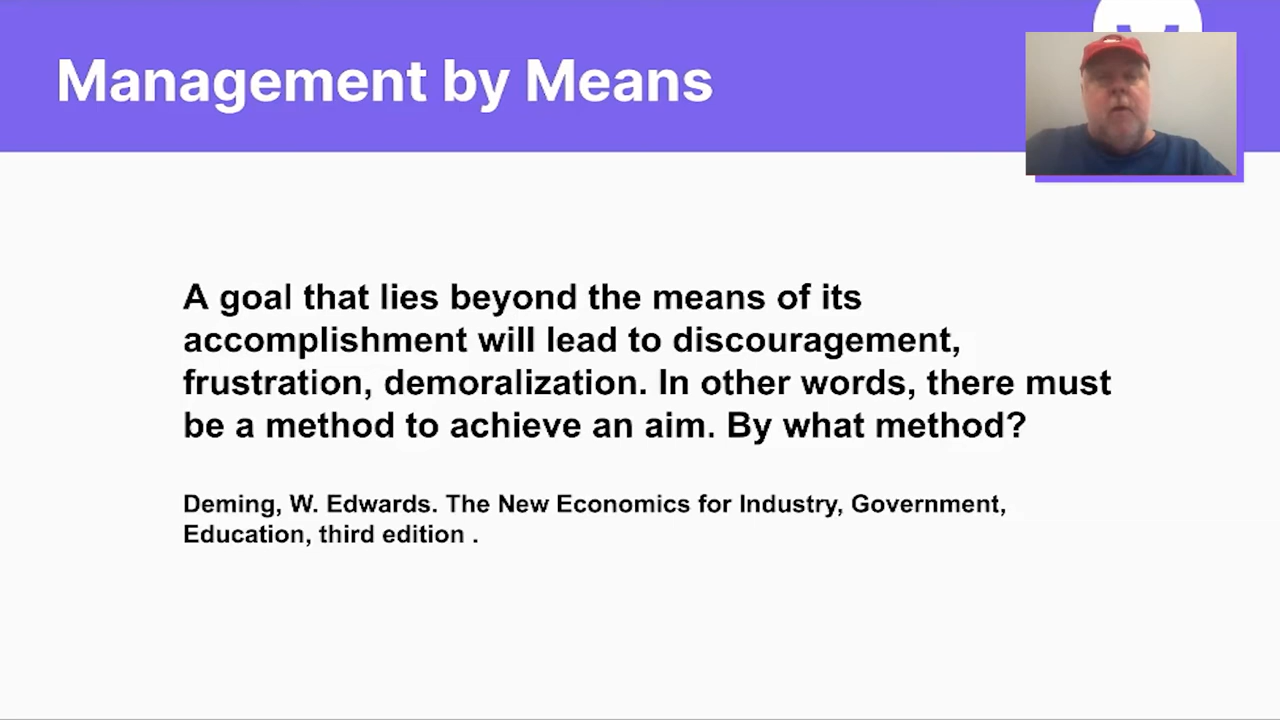 Management by Means
A goal that lies beyond the means of its
accomplishment will lead to discouragement,
frustration, demoralization. In other words, there must
be a method to achieve an aim. By what method?
Deming, W. Edwards. The New Economics for Industry, Government,
Education, third edition .